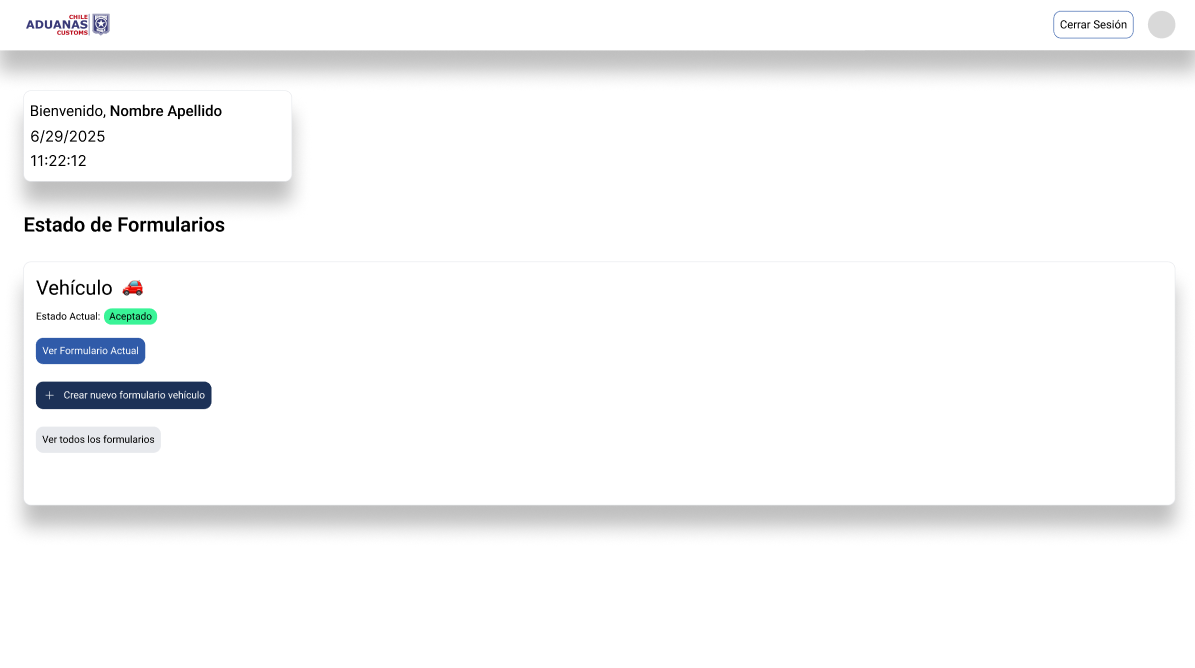 CHILE
ADUANAS
CUSTOMS
Cerrar Sesión
Bienvenido, Nombre Apellido
6/29/2025
11:22:12
Estado de Formularios
Vehículo
Estado Actual: Aceptado
Ver Formulario Actual
Crear nuevo formulario vehículo
Ver todos los formularios